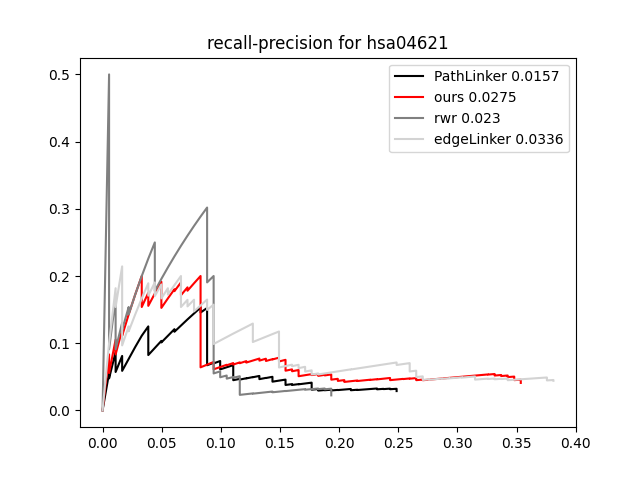 recall-precision for hsa04621
PathLinker 0.0157
ours 0.0275
rwr 0.023
edgeLinker 0.0336
0.5
0.4
0.3
0.2
0.1
0.0
0.00 0.05 0.10 0.15 0.20 0.25 0.30 0.35 0.40